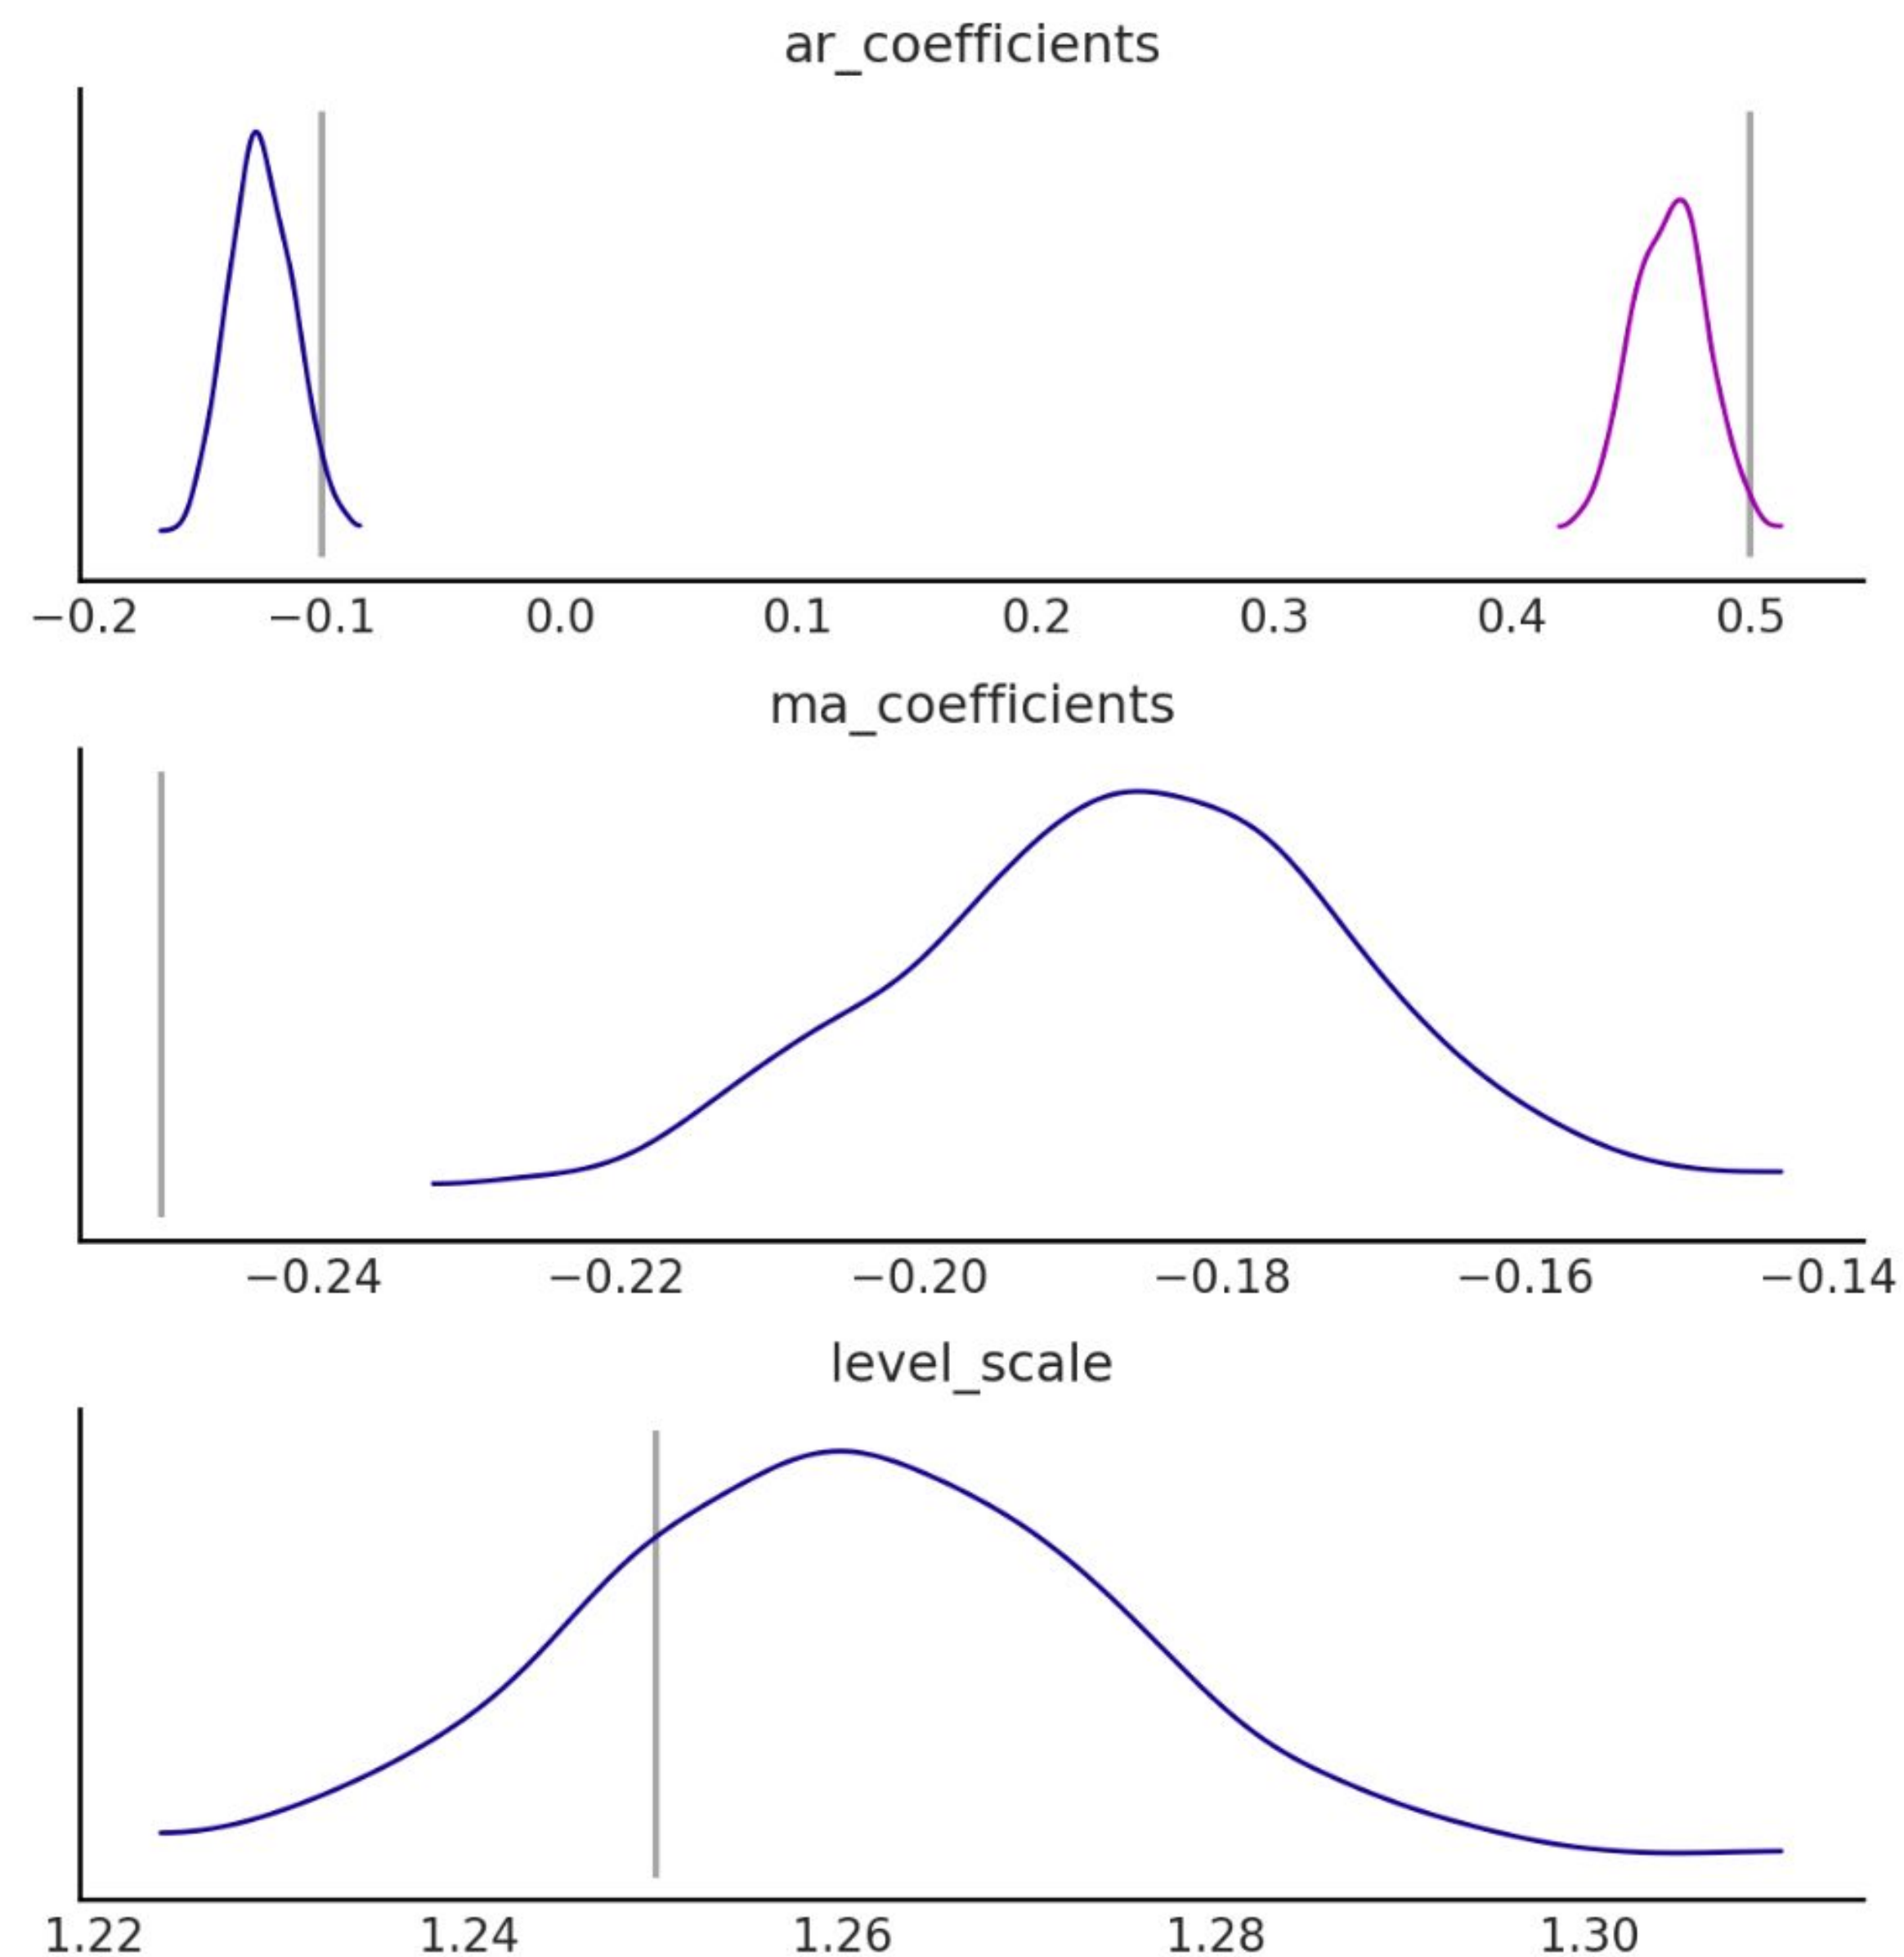 ar_coefficients
−0.2 −0.1 0.0 0.1 0.2 0.3 0.4 0.5
ma_coefficients
−0.24 −0.22 −0.20 −0.18 −0.16 −0.14
level_scale
1.22 1.24 1.26 1.28 1.30